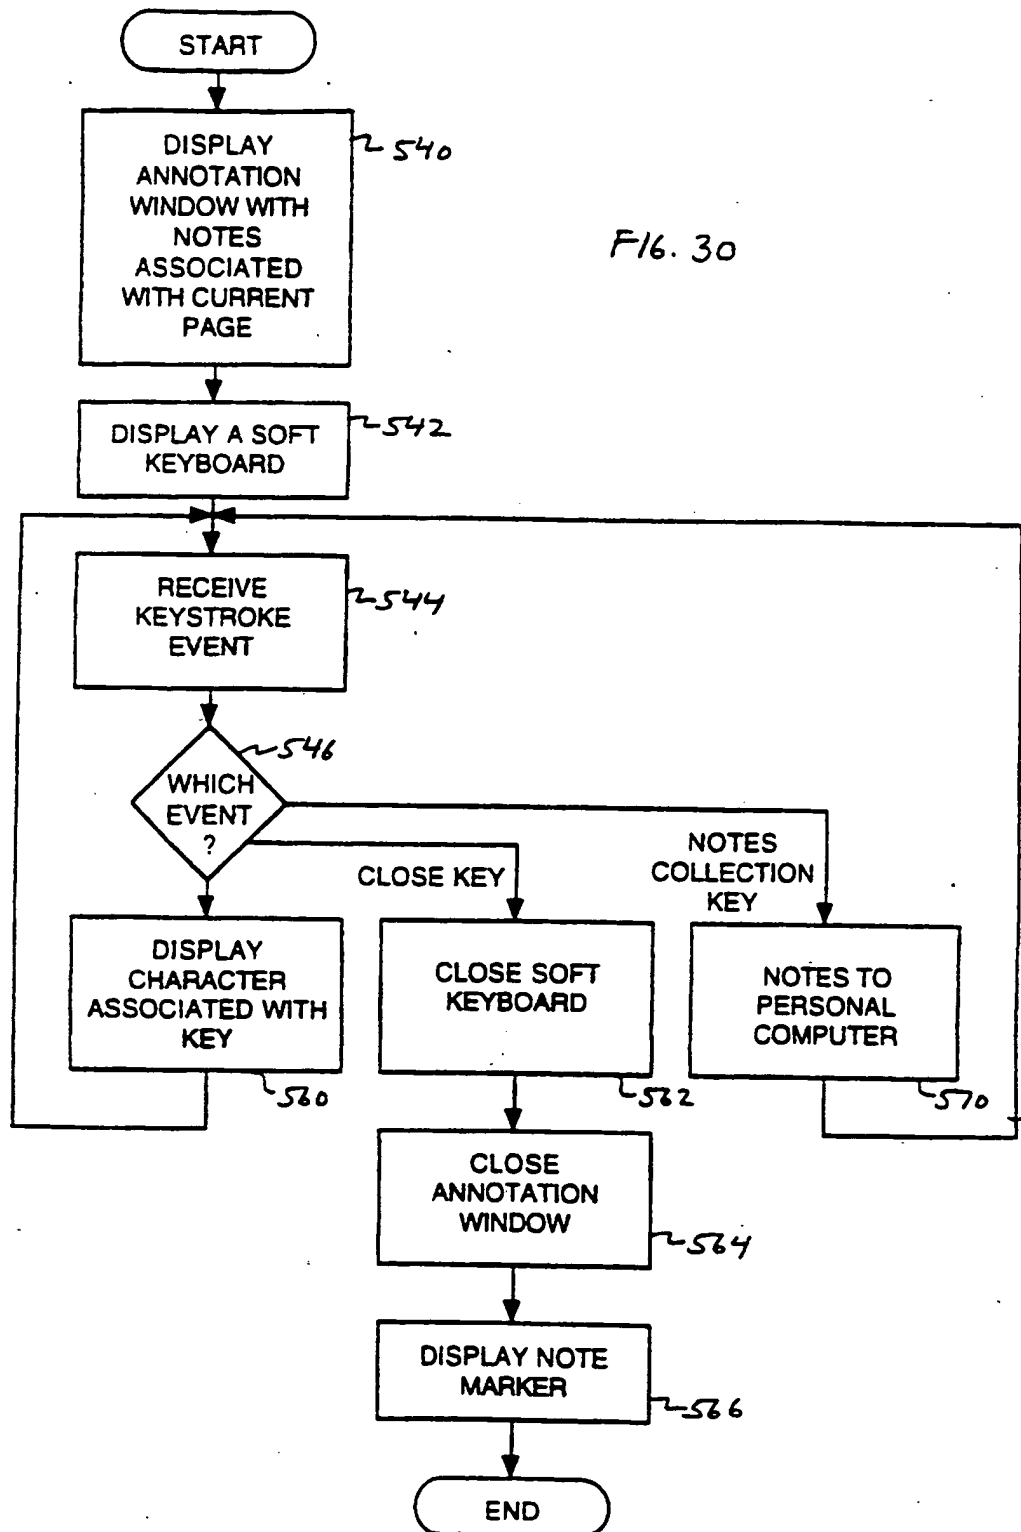 START
DISPLAY
ANNOTATION
WINDOW WITH
NOTES
ASSOCIATED
WITH CURRENT
PAGE
540
FIG. 30
DISPLAY A SOFT
KEYBOARD
542
RECEIVE
KEYSTROKE
EVENT
544
WHICH
EVENT
?
546
CLOSE KEY
NOTES
COLLECTION
KEY
DISPLAY
CHARACTER
ASSOCIATED WITH
KEY
560
CLOSE SOFT
KEYBOARD
562
NOTES TO
PERSONAL
COMPUTER
570
CLOSE
ANNOTATION
WINDOW
564
DISPLAY NOTE
MARKER
566
END